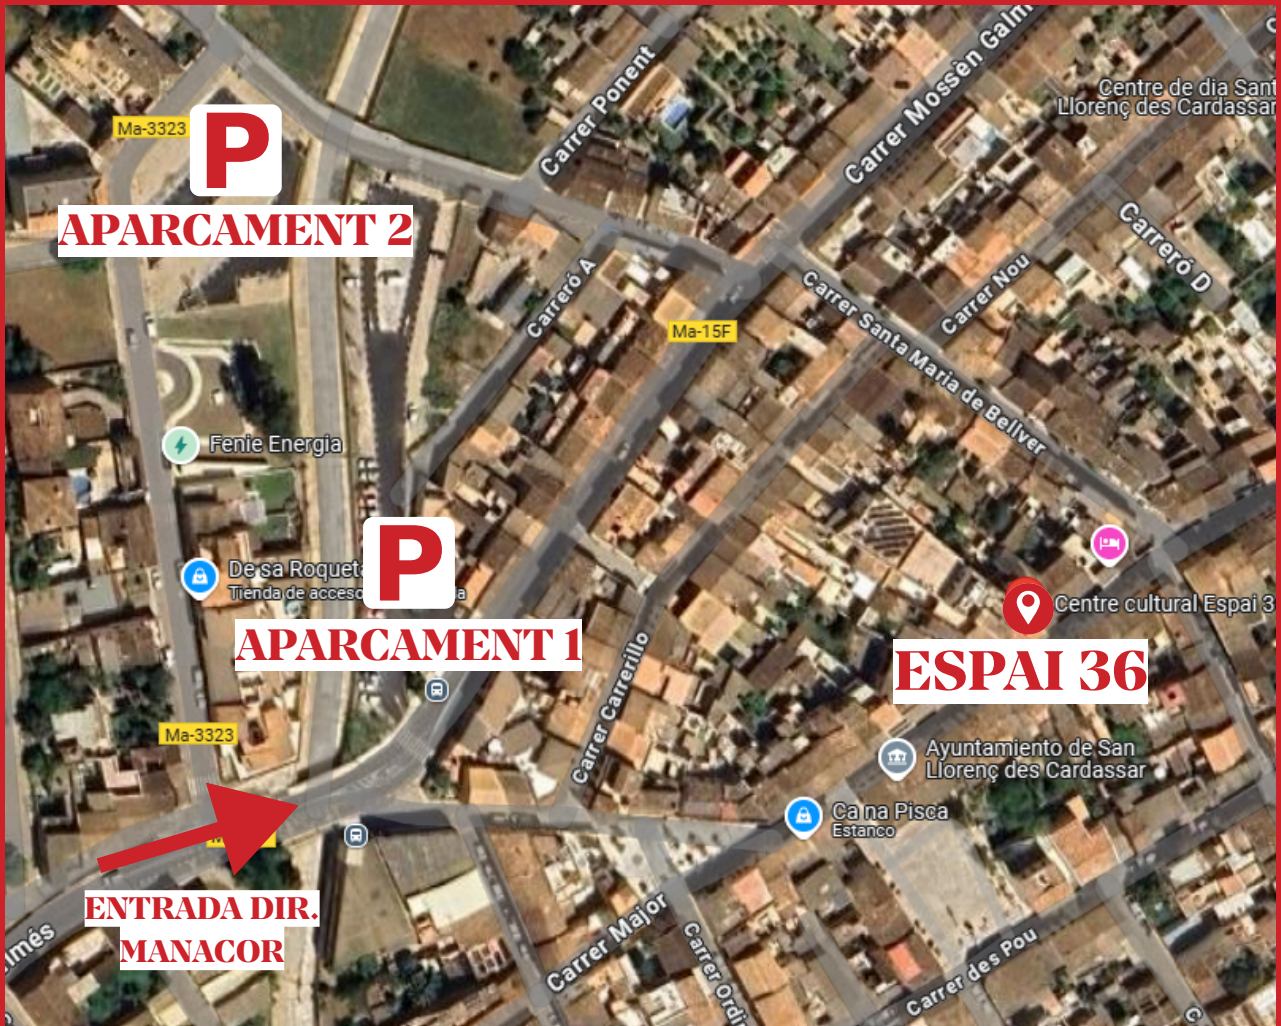 Carrer Ponent
Carrer Mossèn Galm
Centre de dia Sant
Llorenç des Cardassar
Ma-3323
P
APARCAMENT 2
Carreró D
Carreró A
Carrer Nou
Carrer Santa Maria de Bellver
Ma-15F
Fenie Energia
P
De sa Roqueta
Tienda de acceso
APARCAMENT 1
Centre cultural Espai 3
ESPAI 36
Carrer Carrerillo
Ma-3323
Ayuntamiento de San
Llorenç des Cardassar
Ca na Pisca
Estanco
ENTRADA DIR.
MANACOR
lmés
Carrer Major
Carrer Ordi
Carrer des Pou